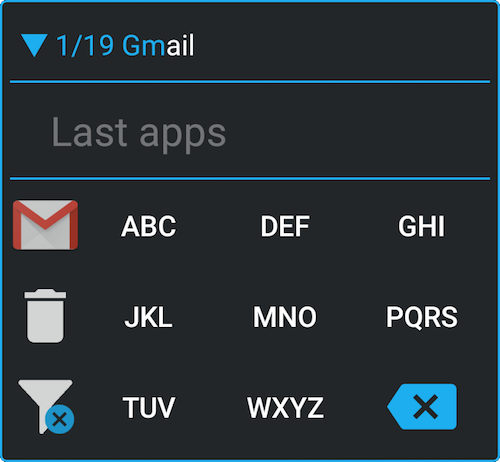 1/19 Gmail
Last apps
ABC DEF GHI
JKL MNO PQRS
TUV WXYZ